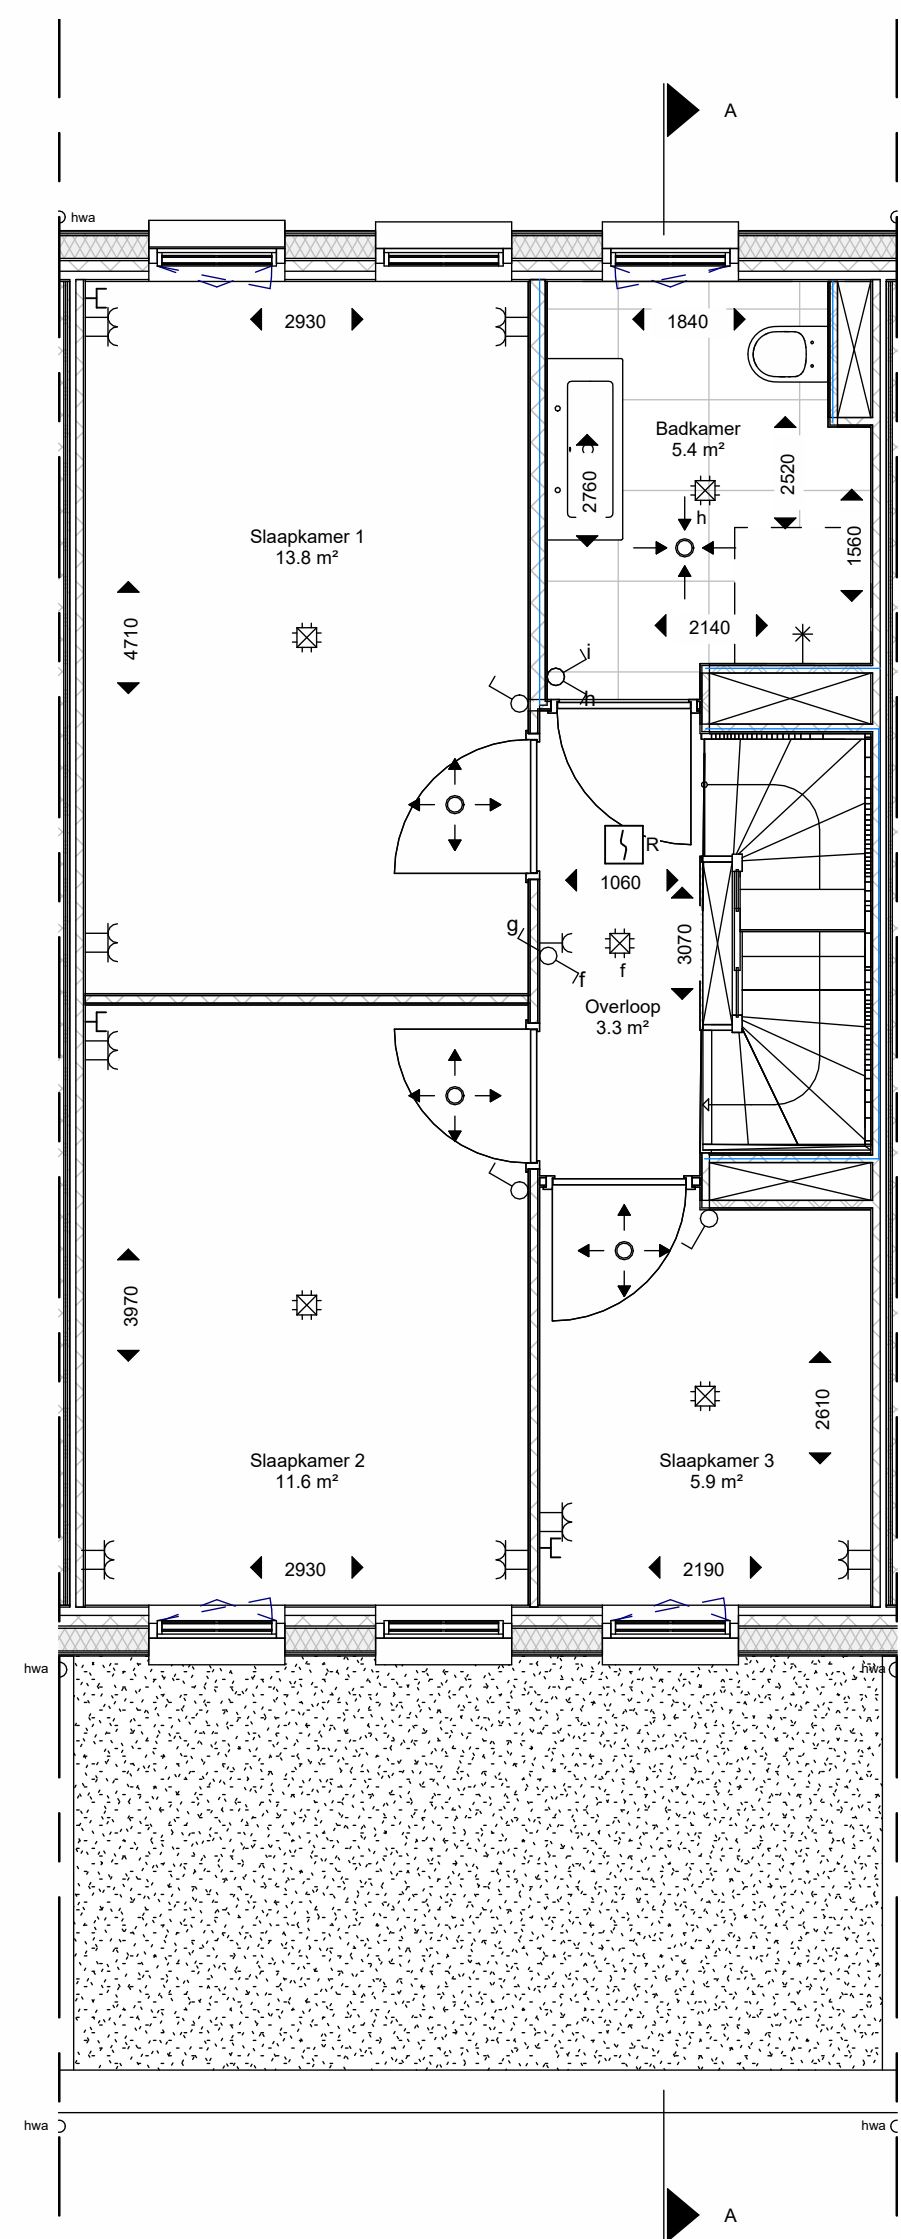 A
hwa
2930
1840
Badkamer
5.4 m²
2520
2760
h
1560
Slaapkamer 1
13.8 m²
4710
2140
i
h
R
1060
g
f
3070
f
Overloop
3.3 m²
3970
2610
Slaapkamer 2
11.6 m²
Slaapkamer 3
5.9 m²
2930
2190
hwa
hwa
hwa
hwa
A